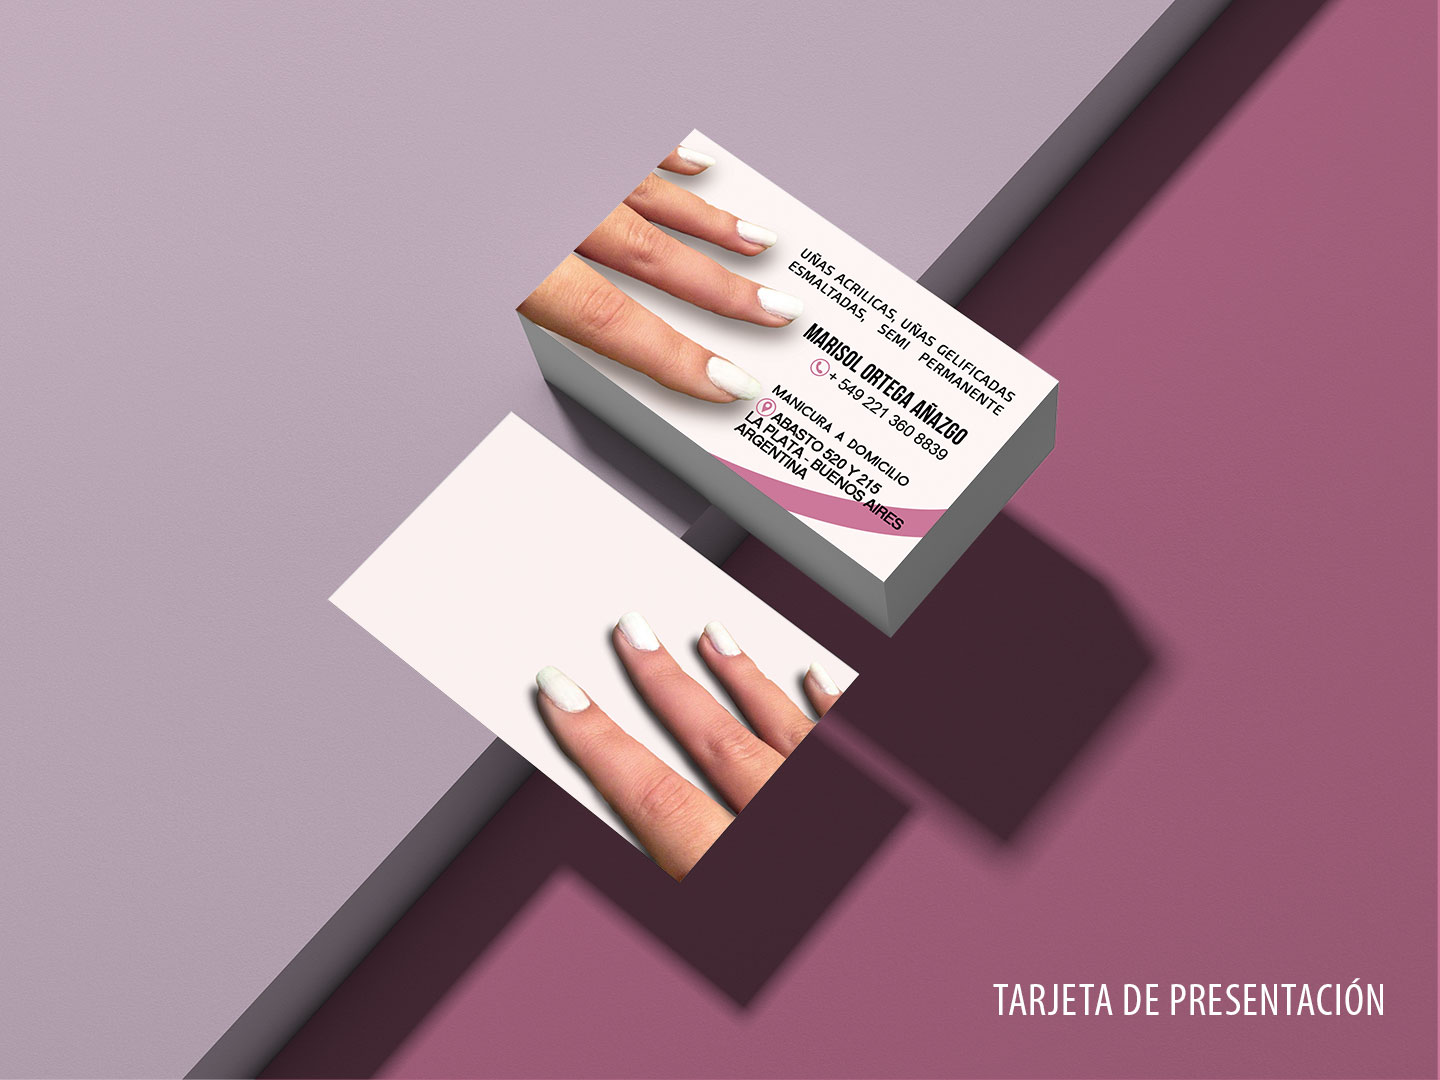 UÑAS ACRILICAS, UÑAS GELIFICADAS
ESMALTADAS, SEMI PERMANENTE
MARISOL ORTEGA AÑAZGO
+ 549 221 360 8839
MANICURA A DOMICILIO
ABASTO 520 Y 215
LA PLATA - BUENOS AIRES
ARGENTINA
TARJETA DE PRESENTACIÓN